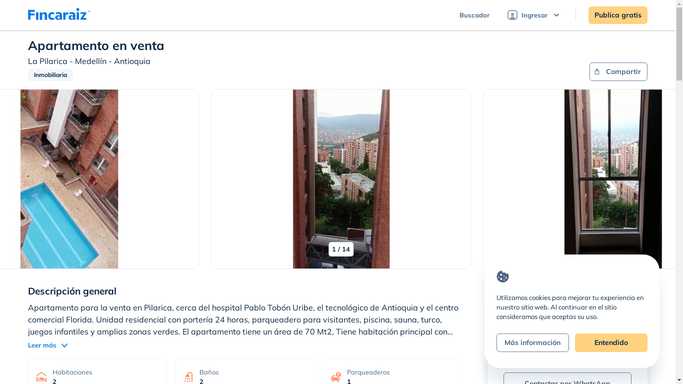 Fincaraiz
Buscador
Ingresar
Publica gratis
Apartamento en venta
La Pilarica - Medellín - Antioquia
Inmobiliaria
Compartir
1 / 14
Descripción general
Apartamento para la venta en Pilarica, cerca del hospital Pablo Tobón Uribe, el tecnológico de Antioquia y el centro
comercial Florida. Unidad residencial con portería 24 horas, parqueadero para visitantes, piscina, sauna, turco,
juegos infantiles y amplias zonas verdes. El apartamento tiene un área de 70 Mt2, Tiene habitación principal con...
Leer más
Habitaciones
2
Baños
2
Parqueaderos
1
Utilizamos cookies para mejorar tu experiencia en
nuestro sitio web. Al continuar en el sitio
consideramos que aceptas su uso.
Más información
Entendido
Contactar por WhatsApp